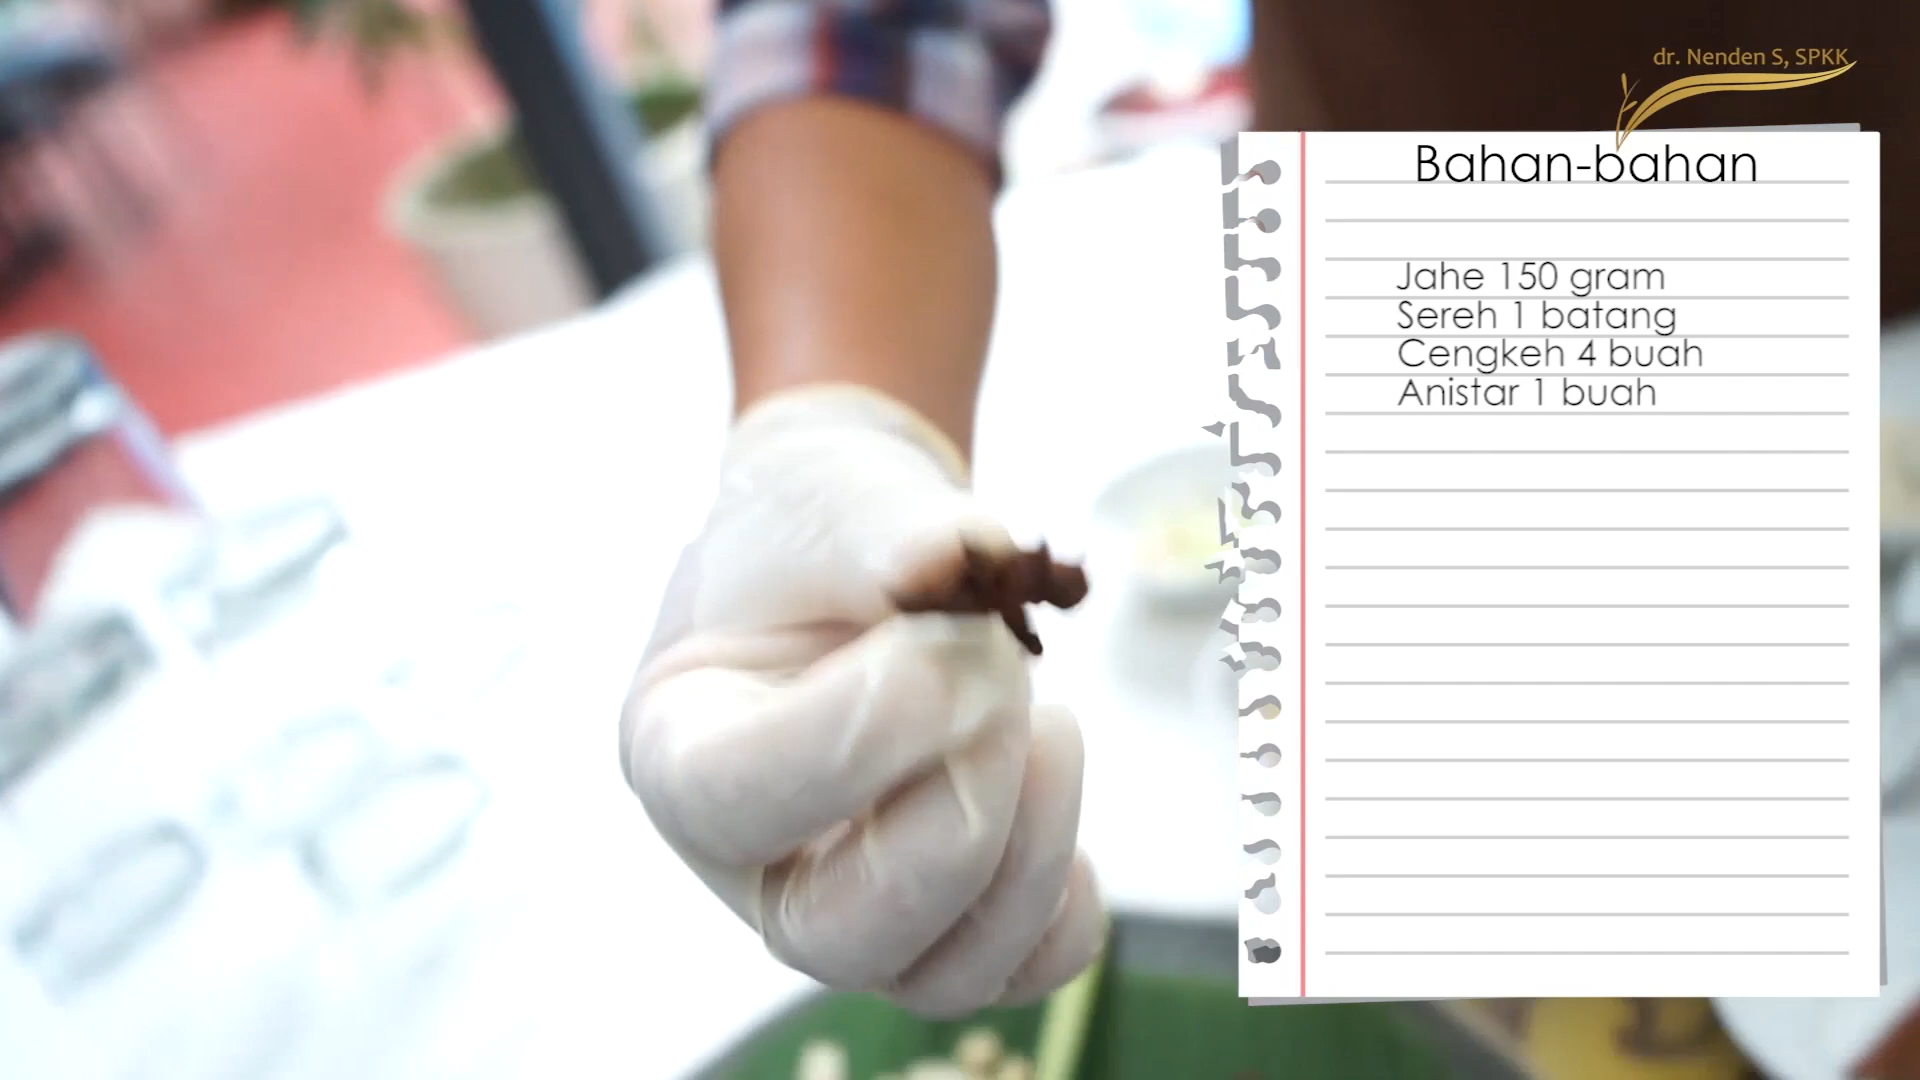 dr. Nenden S, SPKK
Bahan-bahan
Jahe 150 gram
Sereh 1 batang
Cengkeh 4 buah
Anistar 1 buah